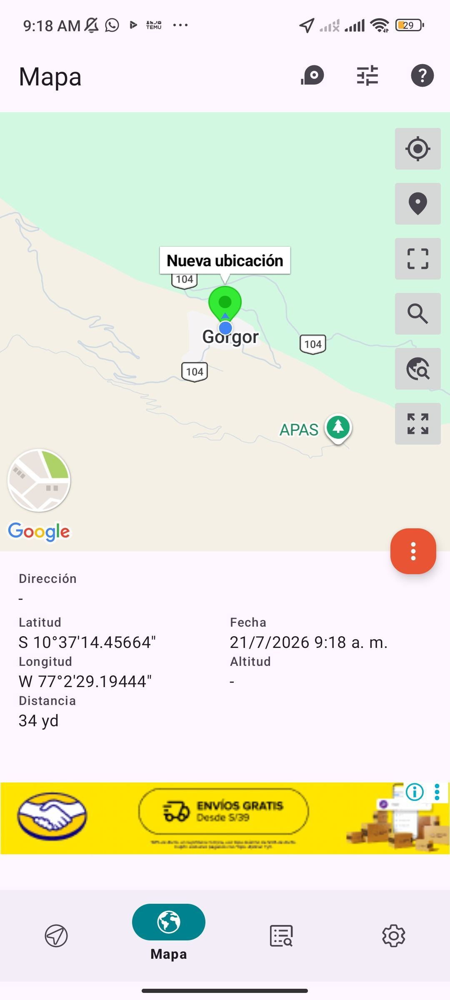 9:18 AM
TEMU
29
Mapa
Nueva ubicación
104
Gorgor
104
104
APAS
Google
Dirección
-
Latitud
Fecha
S 10°37'14.45664"
21/7/2026 9:18 a. m.
Longitud
Altitud
W 77°2'29.19444"
-
Distancia
34 yd
ENVÍOS GRATIS
Desde S/39
Mapa